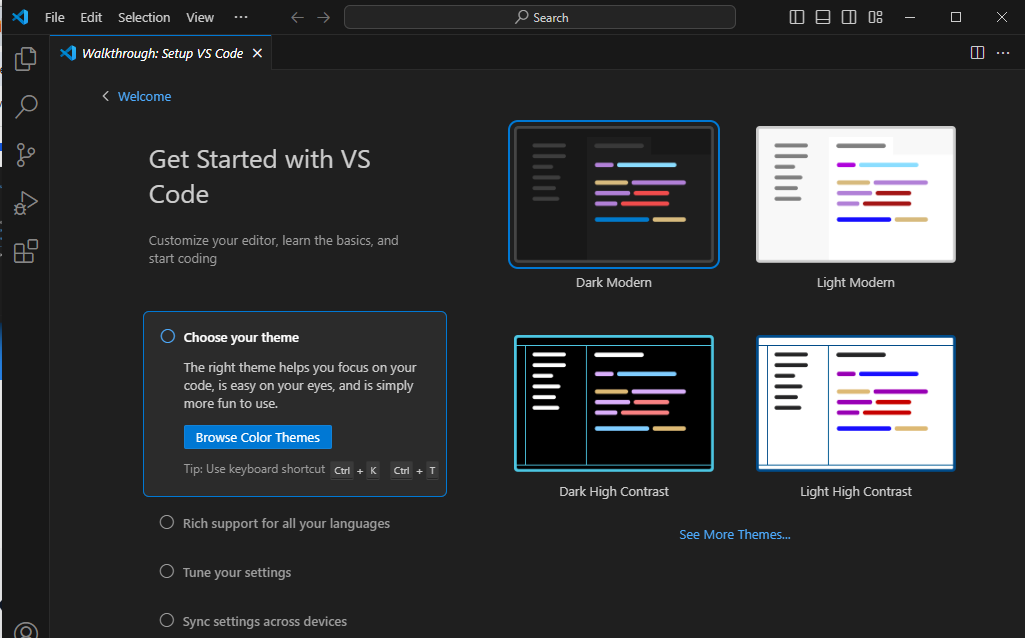 File Edit Selection View ··· Search
Walkthrough: Setup VS Code
Welcome
Get Started with VS
Code
Customize your editor, learn the basics, and
start coding
Choose your theme
The right theme helps you focus on your
code, is easy on your eyes, and is simply
more fun to use.
Browse Color Themes
Tip: Use keyboard shortcut Ctrl + K Ctrl + T
Rich support for all your languages
Tune your settings
Sync settings across devices
Dark Modern
Light Modern
Dark High Contrast
Light High Contrast
See More Themes...